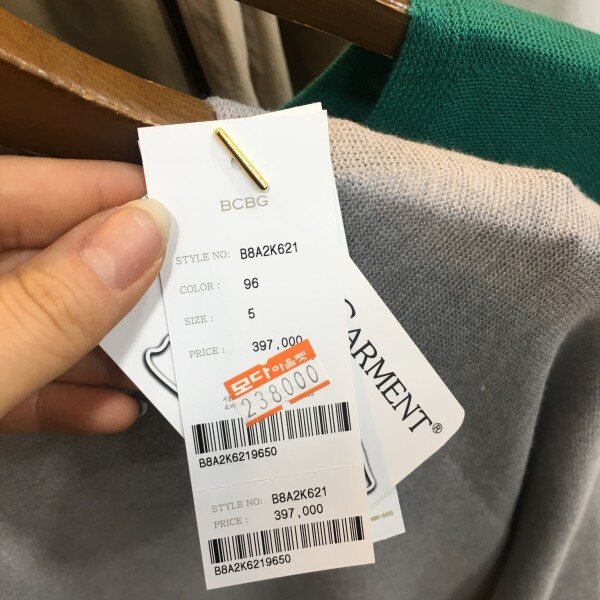 BCBG
STYLE NO: B8A2K621
COLOR : 96
SIZE : 5
PRICE : 397,000
모다아울렛
238000
B8A2K6219650
STYLE NO: B8A2K621
PRICE : 397,000
B8A2K6219650
GARMENT®